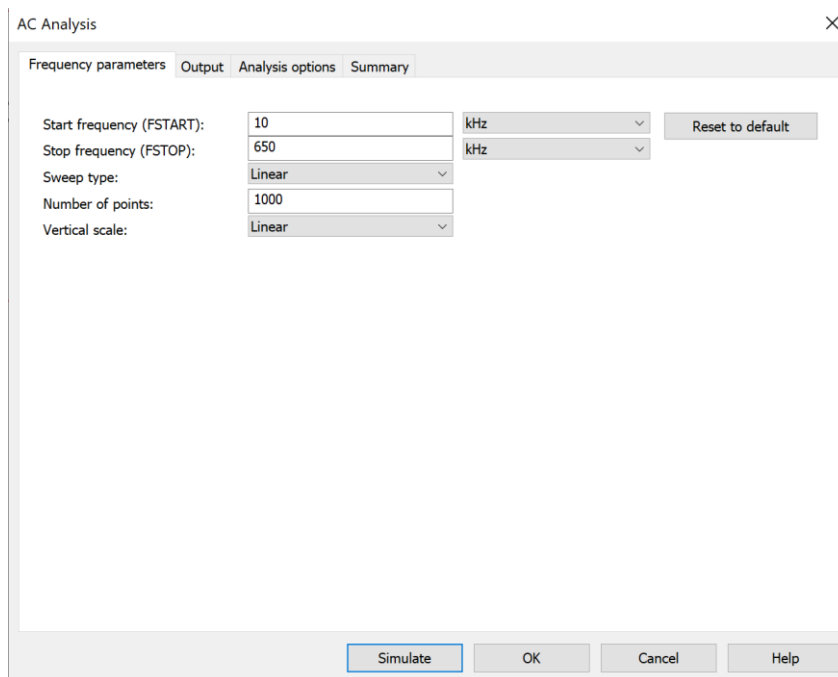 AC Analysis
Frequency parameters Output Analysis options Summary
Start frequency (FSTART): 10 kHz Reset to default
Stop frequency (FSTOP): 650 kHz
Sweep type: Linear
Number of points: 1000
Vertical scale: Linear
Simulate OK Cancel Help